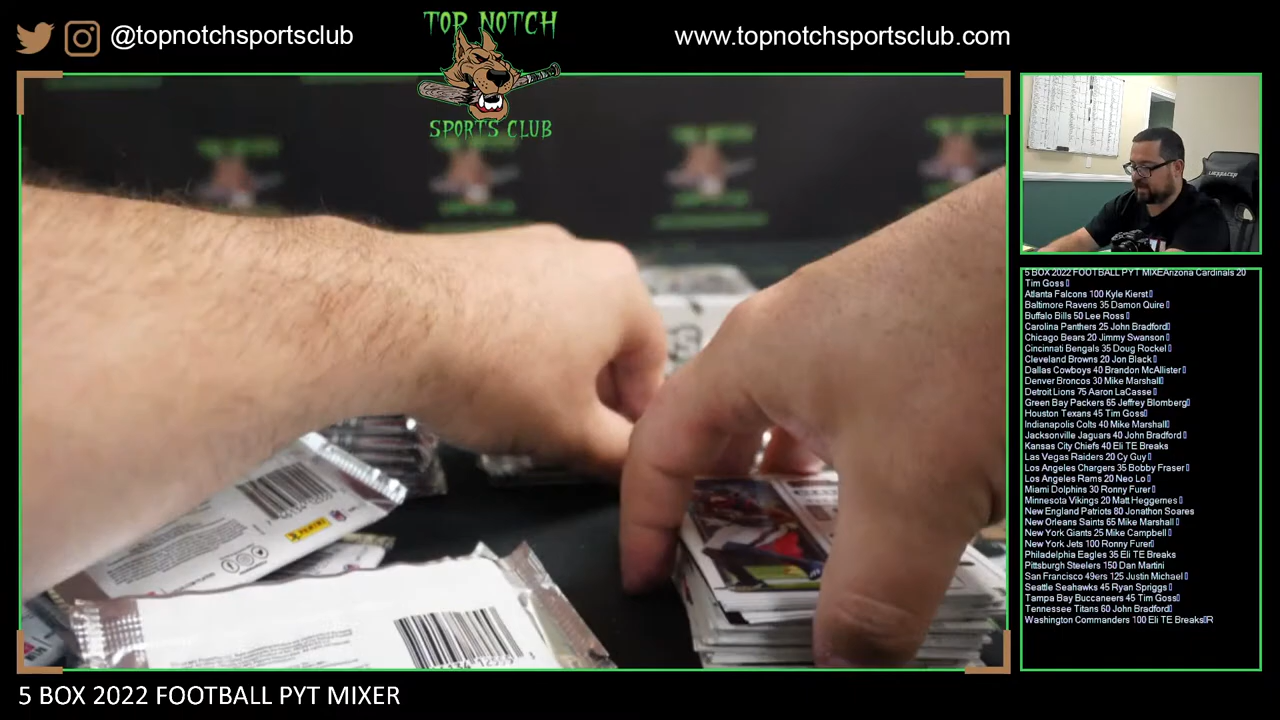 @topnotchsportsclub
TOP NOTCH
SPORTS CLUB
www.topnotchsportsclub.com
5 BOX 2022 FOOTBALL PYT MIXEArizona Cardinals 20
Tim Goss
Atlanta Falcons 100 Kyle Kierst
Baltimore Ravens 35 Damon Quire
Buffalo Bills 50 Lee Ross
Carolina Panthers 25 John Bradford
Chicago Bears 20 Jimmy Swanson
Cincinnati Bengals 35 Doug Rockel
Cleveland Browns 20 Jon Black
Dallas Cowboys 40 Brandon McAllister
Denver Broncos 30 Mike Marshall
Detroit Lions 75 Aaron LaCasse
Green Bay Packers 65 Jeffrey Blomberg
Houston Texans 45 Tim Goss
Indianapolis Colts 40 Mike Marshall
Jacksonville Jaguars 40 John Bradford
Kansas City Chiefs 40 Eli TE Breaks
Las Vegas Raiders 20 Cy Guy
Los Angeles Chargers 35 Bobby Fraser
Los Angeles Rams 20 Neo Lo
Miami Dolphins 30 Ronny Furer
Minnesota Vikings 20 Matt Heggernes
New England Patriots 80 Jonathon Soares
New Orleans Saints 65 Mike Marshall
New York Giants 25 Mike Campbell
New York Jets 100 Ronny Furer
Philadelphia Eagles 35 Eli TE Breaks
Pittsburgh Steelers 150 Dan Martini
San Francisco 49ers 125 Justin Michael
Seattle Seahawks 45 Ryan Spriggs
Tampa Bay Buccaneers 45 Tim Goss
Tennessee Titans 60 John Bradford
Washington Commanders 100 Eli TE Breaks R
5 BOX 2022 FOOTBALL PYT MIXER